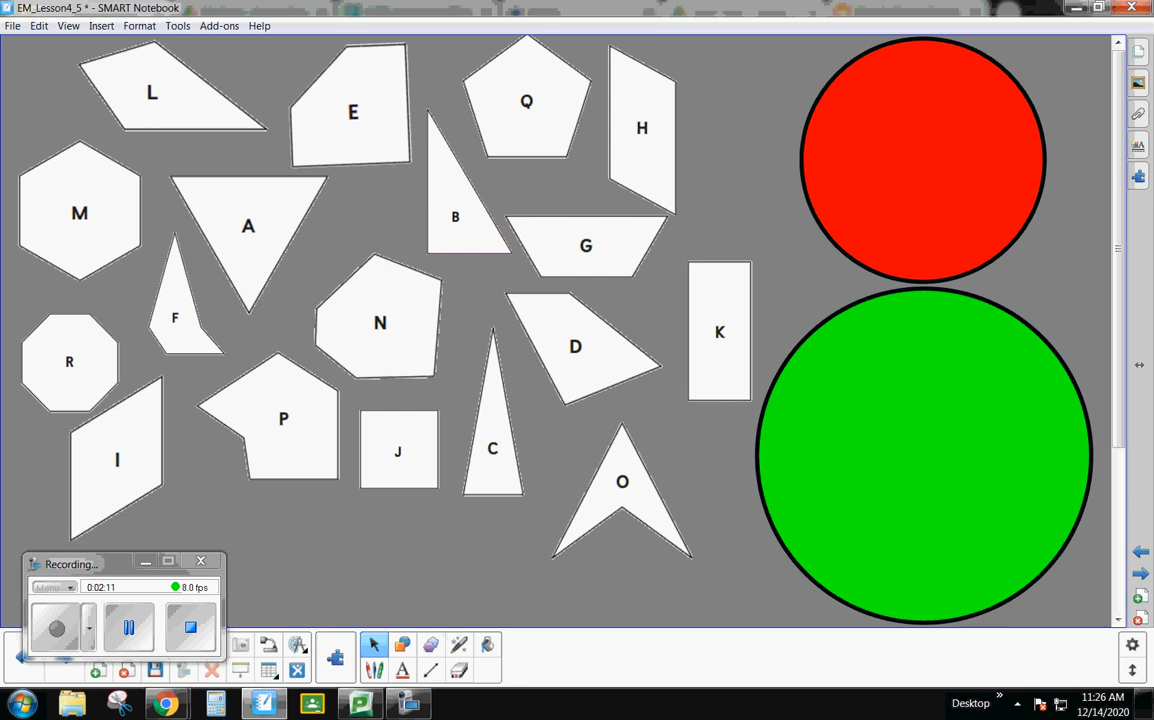 EM_Lesson4_5 * - SMART Notebook
File Edit View Insert Format Tools Add-ons Help
L
E
Q
H
M
A
B
G
F
N
D
K
R
P
I
J
C
O
Recording...
Menu
0:02:11
8.0 fps
A
Desktop
»
11:26 AM
12/14/2020